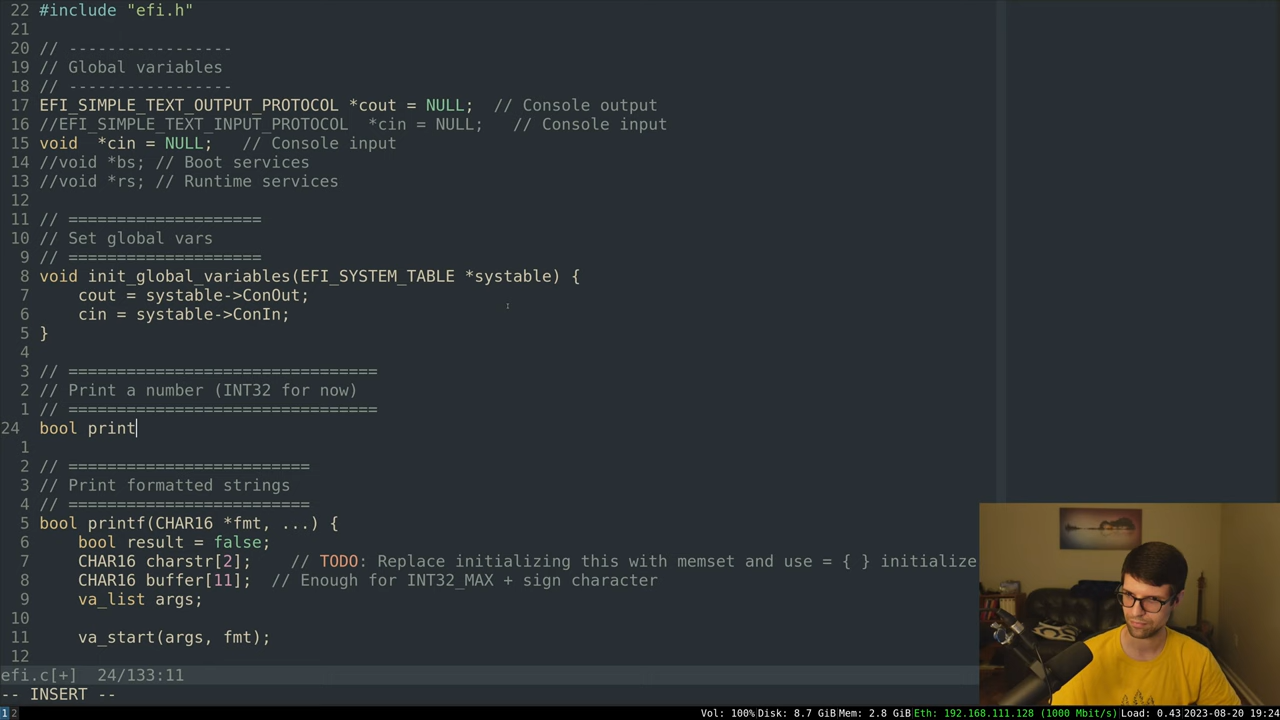 22 #include "efi.h"
21
20 // -----------------
19 // Global variables
18 // -----------------
17 EFI_SIMPLE_TEXT_OUTPUT_PROTOCOL *cout = NULL;  // Console output
16 //EFI_SIMPLE_TEXT_INPUT_PROTOCOL  *cin = NULL;   // Console input
15 void  *cin = NULL;   // Console input
14 //void *bs; // Boot services
13 //void *rs; // Runtime services
12
11 // ====================
10 // Set global vars
9 // ====================
8 void init_global_variables(EFI_SYSTEM_TABLE *systable) {
7     cout = systable->ConOut;
6     cin = systable->ConIn;
5 }
4
3 // ================================
2 // Print a number (INT32 for now)
1 // ================================
24 bool print
1
2 // =========================
3 // Print formatted strings
4 // =========================
5 bool printf(CHAR16 *fmt, ...) {
6     bool result = false;
7     CHAR16 charstr[2];    // TODO: Replace initializing this with memset and use = { } initialize
8     CHAR16 buffer[11];  // Enough for INT32_MAX + sign character
9     va_list args;
10
11     va_start(args, fmt);
12
efi.c[+]  24/133:11
-- INSERT --
1 2 Vol: 100% Disk: 8.7 GiB Mem: 2.8 GiB Eth: 192.168.111.128 (1000 Mbit/s) Load: 0.43 2023-08-20 19:24